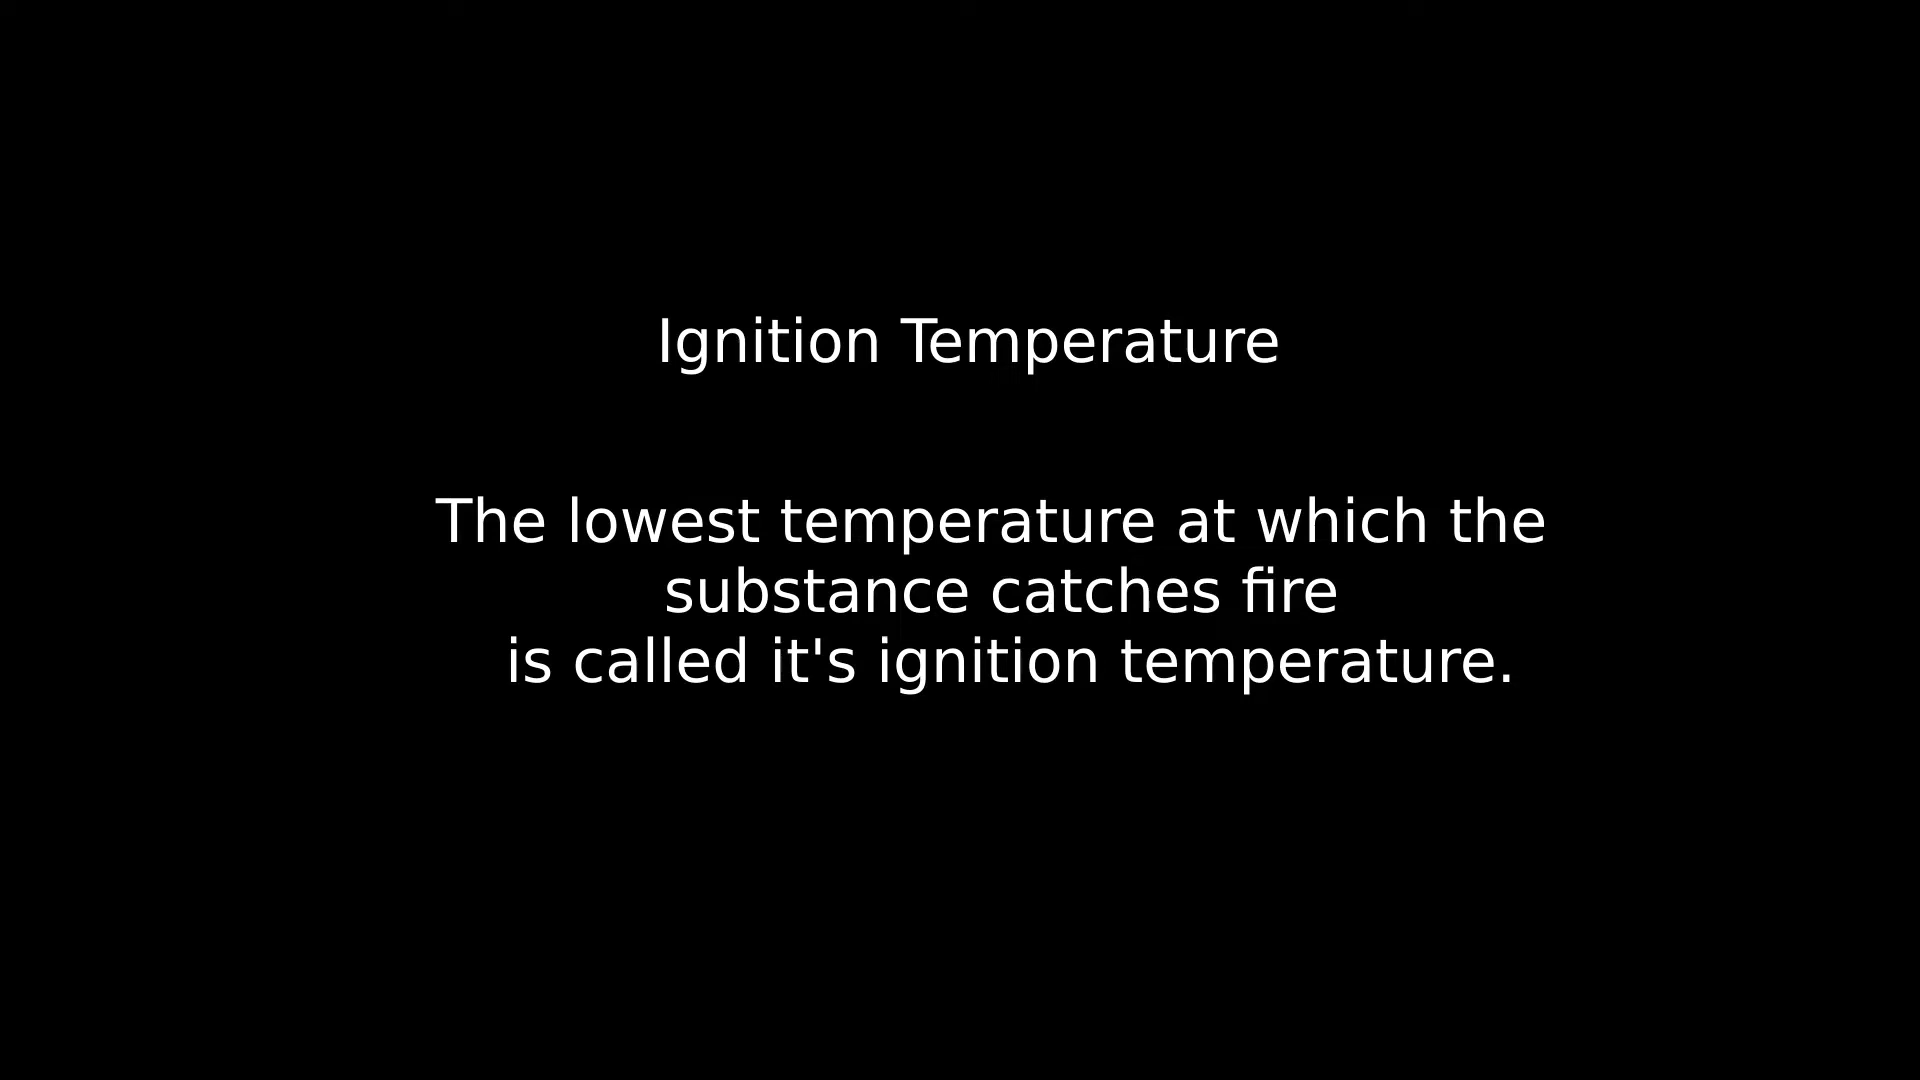 Ignition Temperature
The lowest temperature at which the
substance catches fire
is called it's ignition temperature.